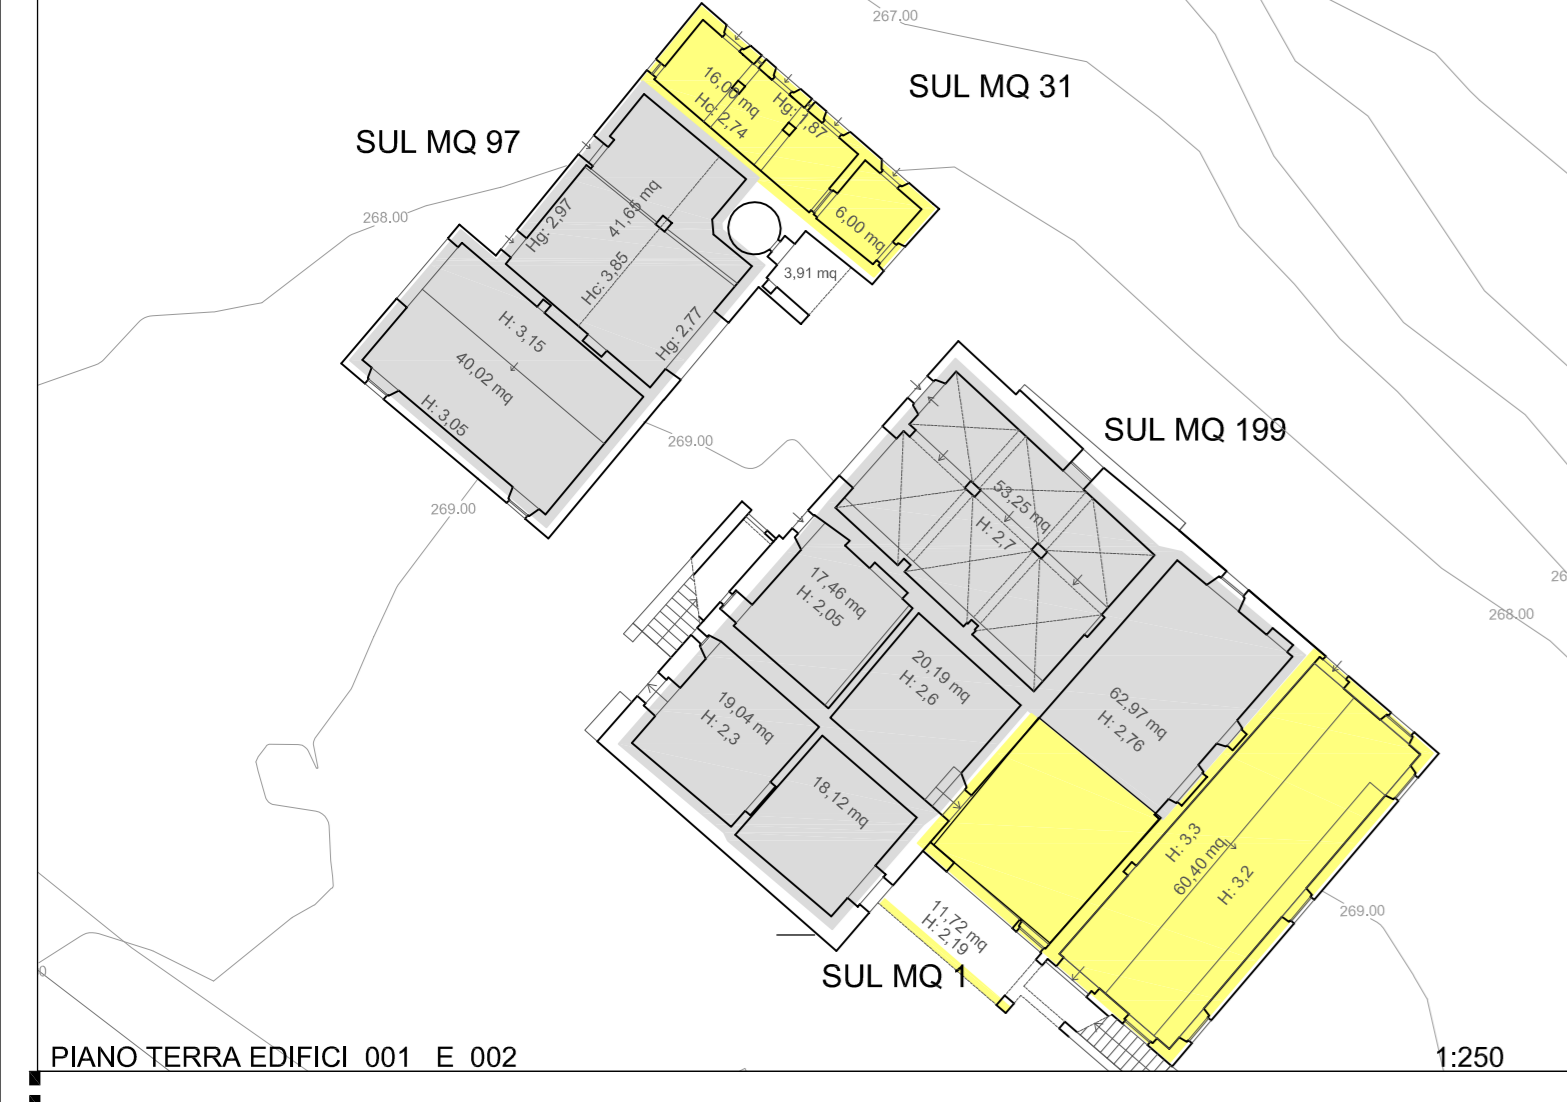 267.00
SUL MQ 31
SUL MQ 97
16,00 mq
Hc: 2,74
Hg: 1,87
6,00 mq
3,91 mq
268.00
41,65 mq
Hg: 2,97
Hc: 3,85
Hg: 2,77
H: 3,15
40,02 mq
H: 3,05
269.00
269.00
SUL MQ 199
53,25 mq
H: 2,7
17,46 mq
H: 2,05
20,19 mq
H: 2,6
19,04 mq
H: 2,3
18,12 mq
62,97 mq
H: 2,76
26
268.00
H: 3,3
60,40 mq
H: 3,2
269.00
11,72 mq
H: 2,19
SUL MQ 1
0
PIANO TERRA EDIFICI 001 E 002
1:250